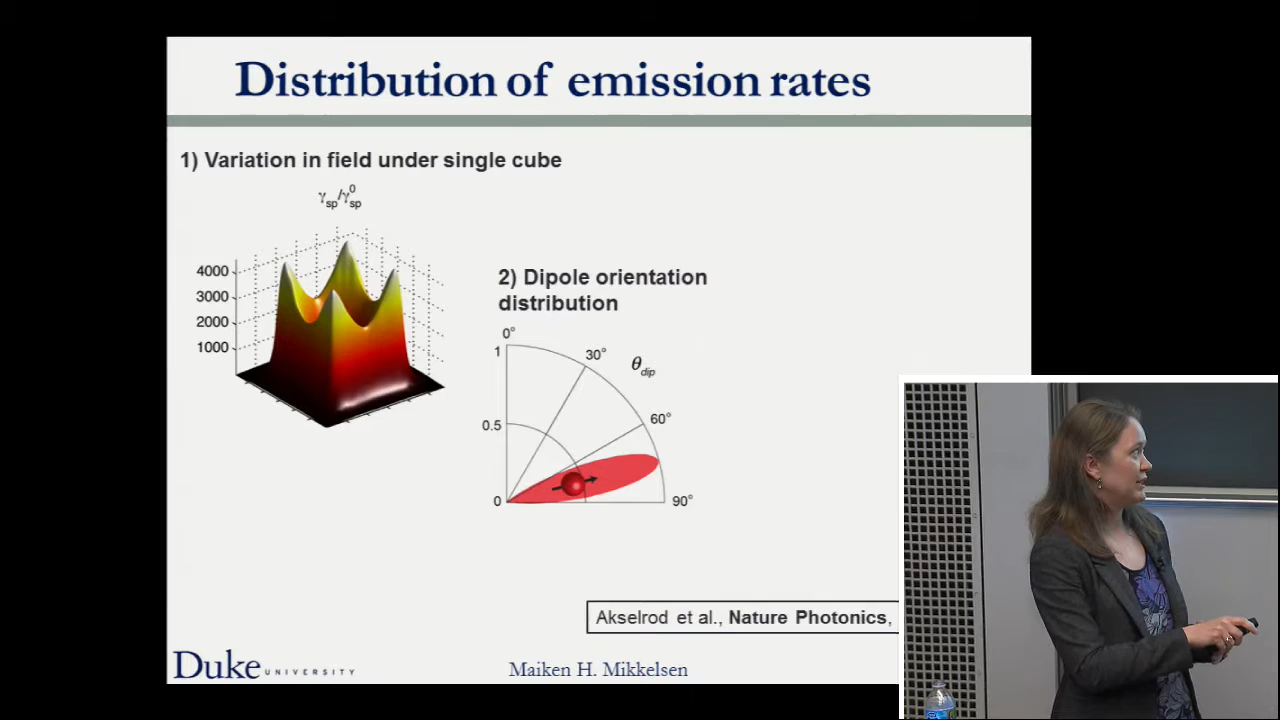 Distribution of emission rates
1) Variation in field under single cube
γsp/γ⁰sp
4000
3000
2000
1000
2) Dipole orientation
distribution
0°
1
30°
θdip
60°
0.5
0
90°
Akselrod et al., Nature Photonics,
Duke UNIVERSITY
Maiken H. Mikkelsen